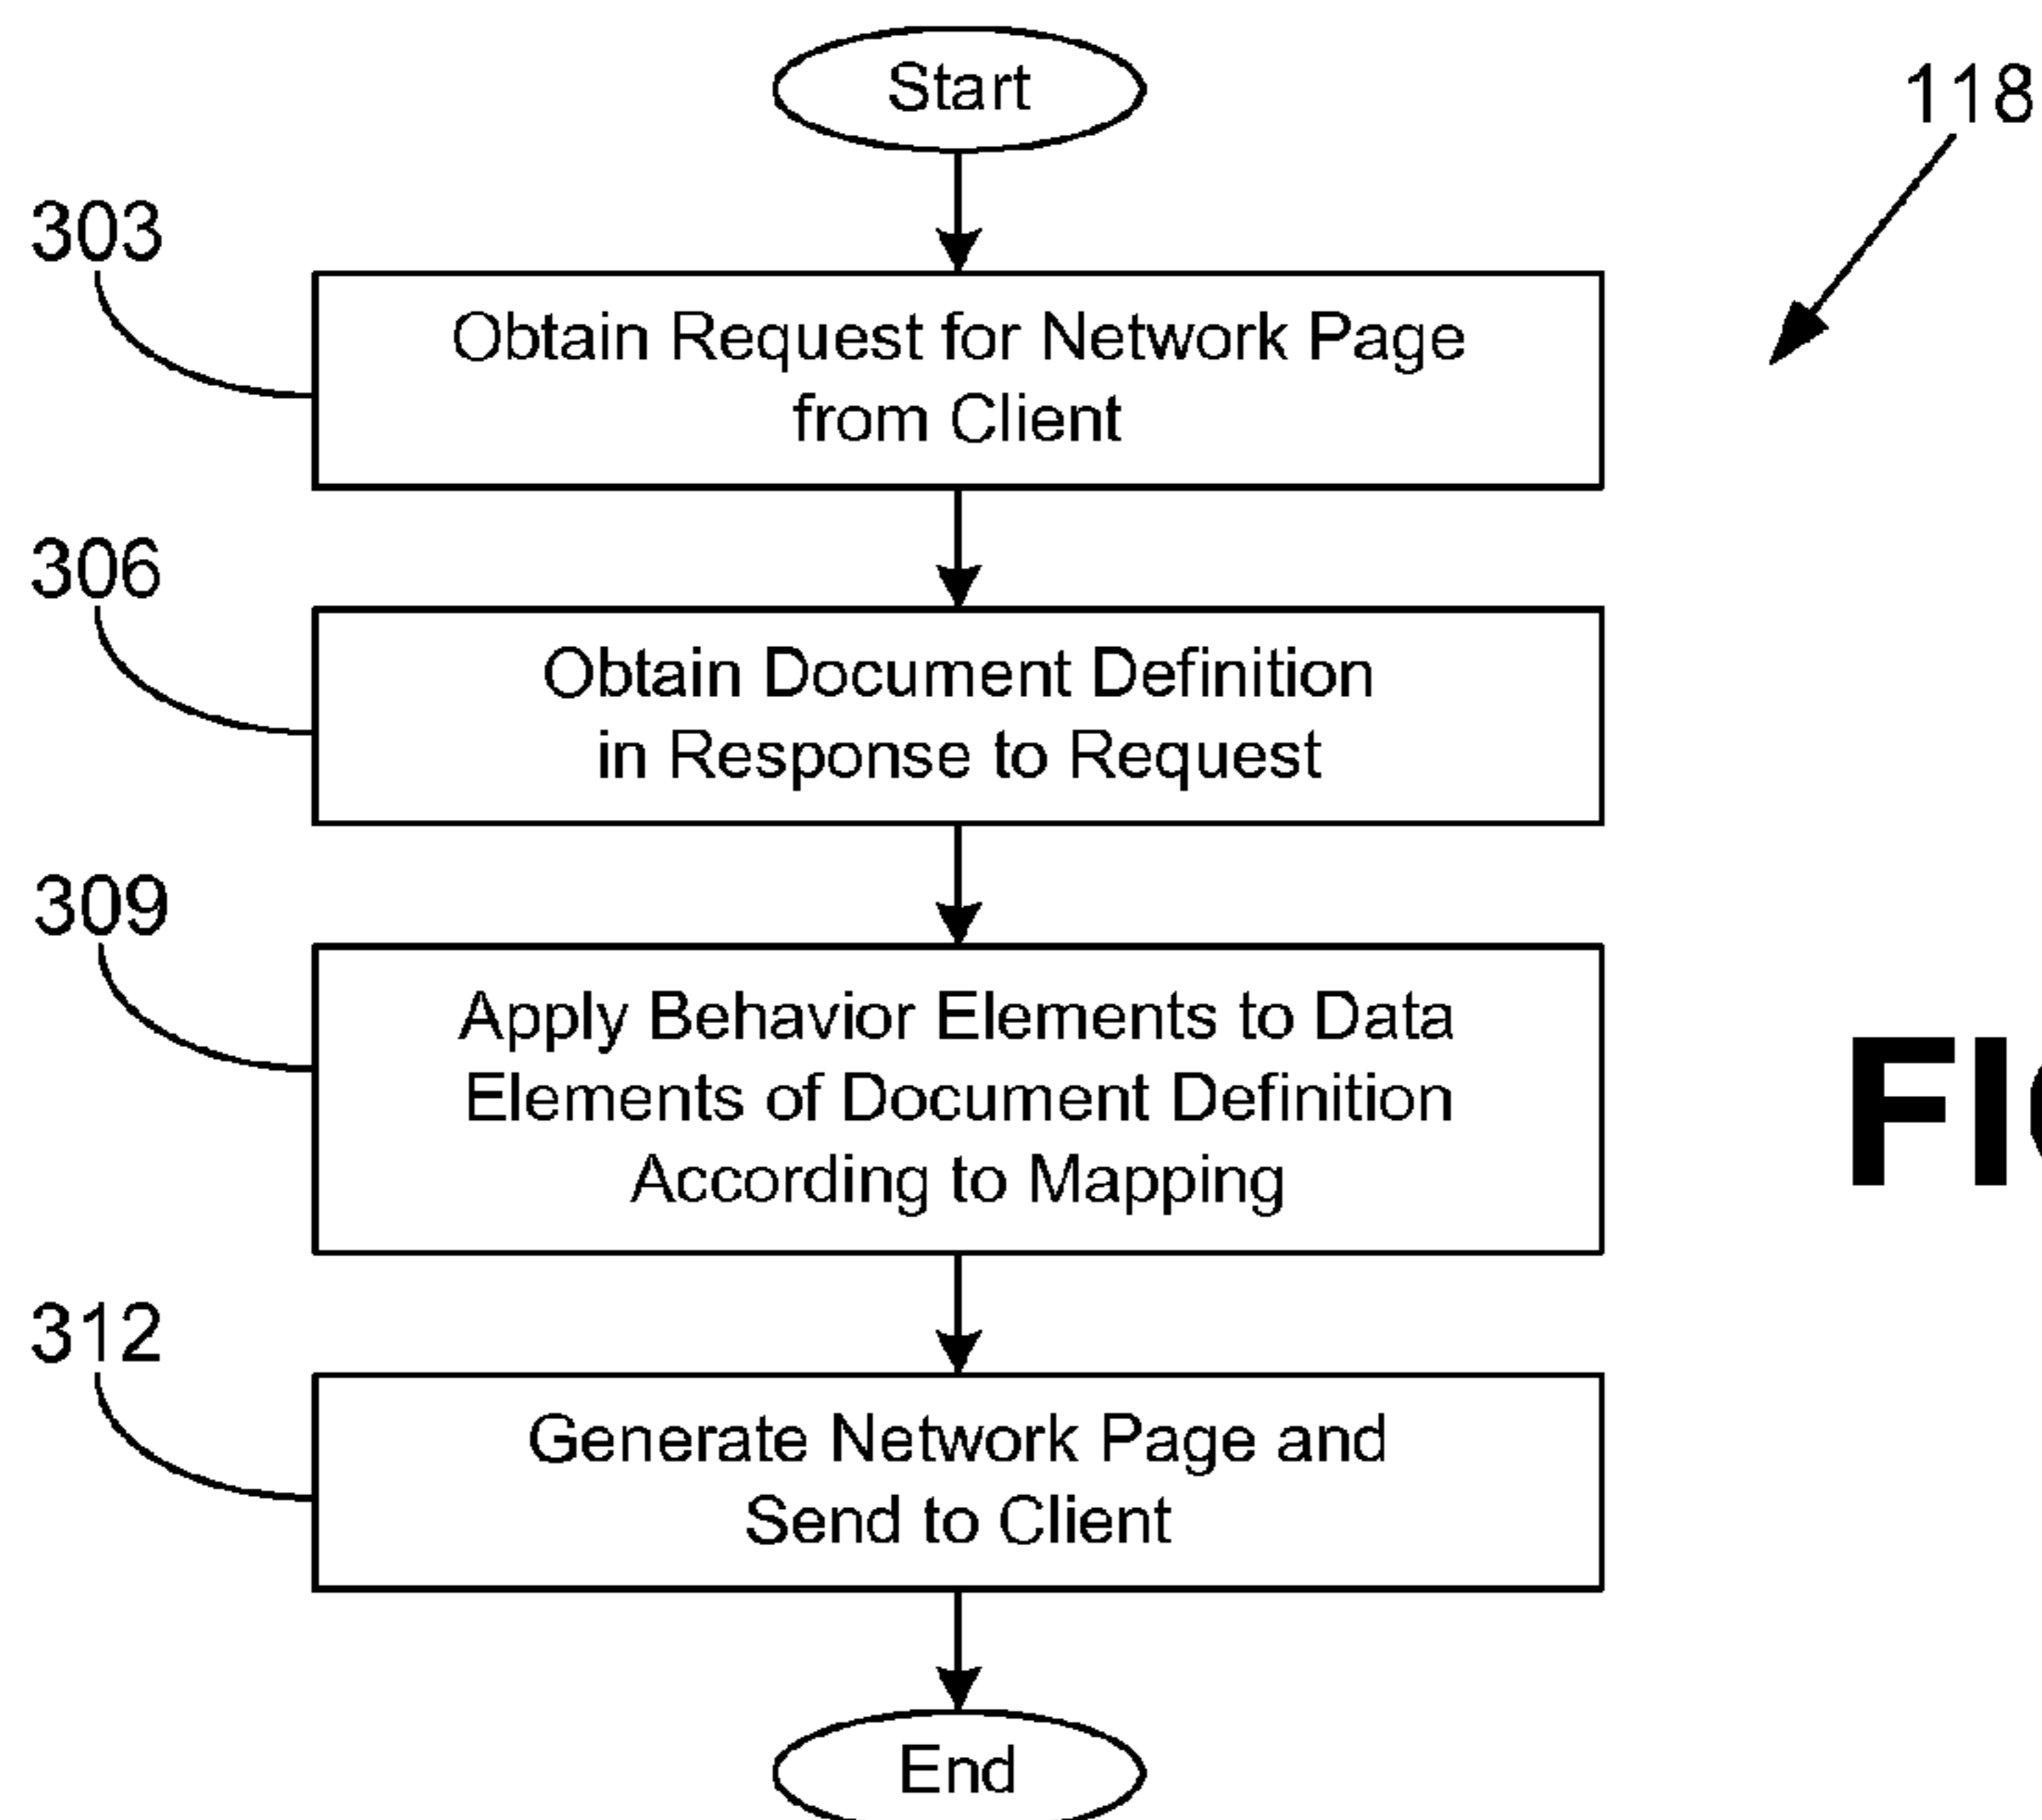 Start
118
303
Obtain Request for Network Page
from Client
306
Obtain Document Definition
in Response to Request
309
Apply Behavior Elements to Data
Elements of Document Definition
According to Mapping
312
Generate Network Page and
Send to Client
End